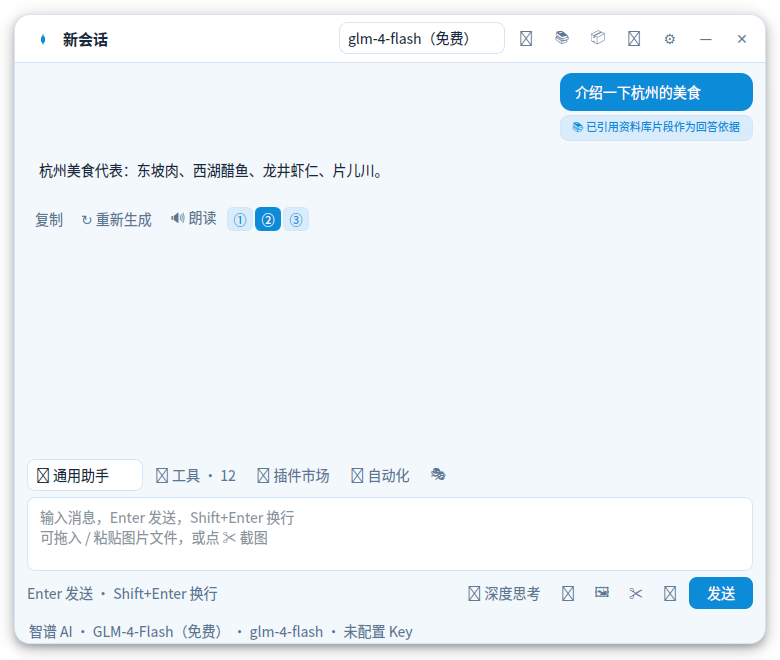 新会话
glm-4-flash（免费）
介绍一下杭州的美食
已引用资料库片段作为回答依据
杭州美食代表：东坡肉、西湖醋鱼、龙井虾仁、片儿川。
复制 ↻ 重新生成 🔊 朗读 ① ② ③
通用助手 工具 · 12 插件市场 自动化
输入消息，Enter 发送，Shift+Enter 换行
可拖入 / 粘贴图片文件，或点 ✂ 截图
Enter 发送 · Shift+Enter 换行 深度思考 发送
智谱 AI · GLM-4-Flash（免费） · glm-4-flash · 未配置 Key